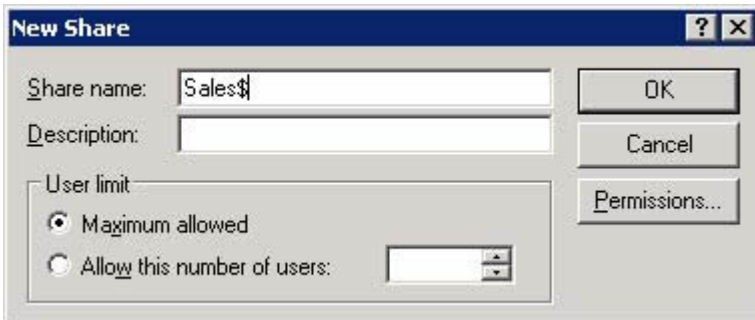 New Share
Share name: Sales$ OK
Description: Cancel
User limit Permissions...
Maximum allowed
Allow this number of users: